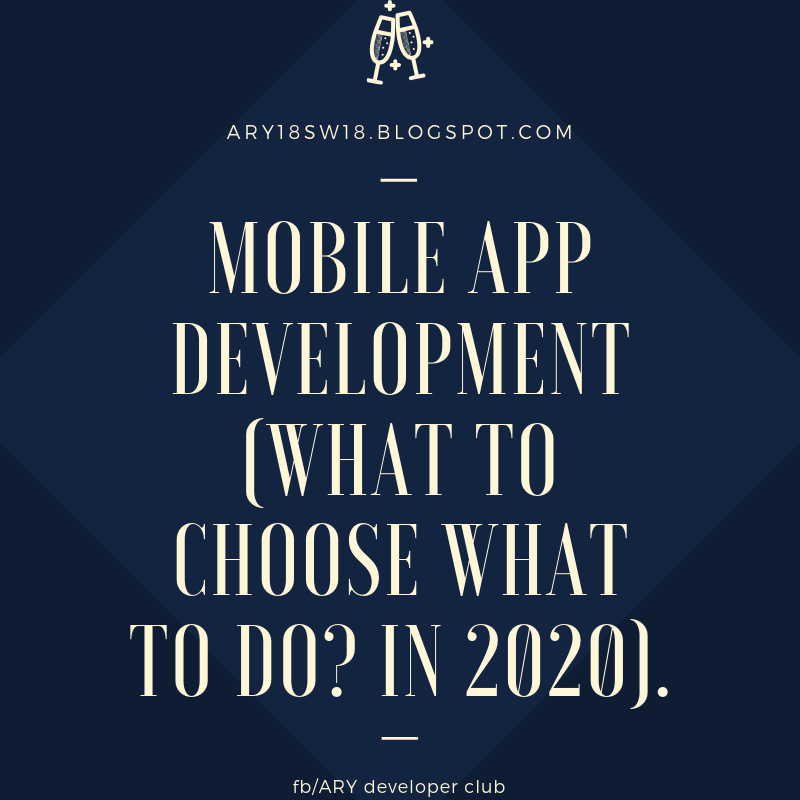 ARY18SW18.BLOGSPOT.COM
MOBILE APP
DEVELOPMENT
(WHAT TO
CHOOSE WHAT
TO DO? IN 2020).
fb/ARY developer club